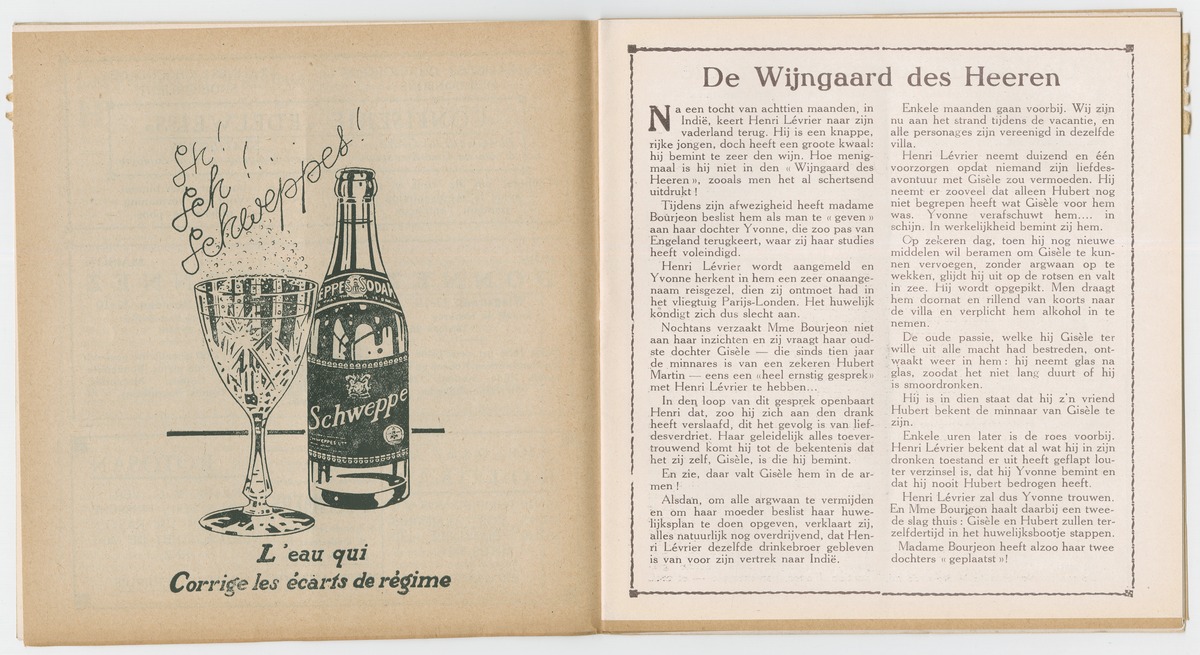 Sch!
Sch!..
Schweppes!
EPPES SODA W
Schweppe
L'eau qui
Corrige les écarts de régime
De Wijngaard des Heeren
Na een tocht van achttien maanden, in
Indië, keert Henri Lévrier naar zijn
vaderland terug. Hij is een knappe,
rijke jongen, doch heeft een groote kwaal:
hij bemint te zeer den wijn. Hoe menig-
maal is hij niet in den « Wijngaard des
Heeren », zooals men het al schertsend
uitdrukt !
Tijdens zijn afwezigheid heeft madame
Bourjeon beslist hem als man te « geven »
aan haar dochter Yvonne, die zoo pas van
Engeland terugkeert, waar zij haar studies
heeft voleindigd.
Henri Lévrier wordt aangemeld en
Yvonne herkent in hem een zeer onaange-
naam reisgezel, dien zij ontmoet had in
het vliegtuig Parijs-Londen. Het huwelijk
kondigt zich dus slecht aan.
Nochtans verzaakt Mme Bourjeon niet
aan haar inzichten en zij vraagt haar oud-
ste dochter Gisèle — die sinds tien jaar
de minnares is van een zekeren Hubert
Martin — eens een «heel ernstig gesprek»
met Henri Lévrier te hebben...
In den loop van dit gesprek openbaart
Henri dat, zoo hij zich aan den drank
heeft verslaafd, dit het gevolg is van lief-
desverdriet. Haar geleidelijk alles toever-
trouwend komt hij tot de bekentenis dat
het zij zelf, Gisèle, is die hij bemint.
En zie, daar valt Gisèle hem in de ar-
men !
Alsdan, om alle argwaan te vermijden
en om haar moeder beslist haar huwe-
lijksplan te doen opgeven, verklaart zij,
alles natuurlijk nog overdrijvend, dat Hen-
ri Lévrier dezelfde drinkebroer gebleven
is van voor zijn vertrek naar Indië.
Enkele maanden gaan voorbij. Wij zijn
nu aan het strand tijdens de vacantie, en
alle personages zijn vereenigd in dezelfde
villa.
Henri Lévrier neemt duizend en één
voorzorgen opdat niemand zijn liefdes-
avontuur met Gisèle zou vermoeden. Hij
neemt er zooveel dat alleen Hubert nog
niet begrepen heeft wat Gisèle voor hem
was. Yvonne verafschuwt hem.... in
schijn. In werkelijkheid bemint zij hem.
Op zekeren dag, toen hij nog nieuwe
middelen wil beramen om Gisèle te kun-
nen vervoegen, zonder argwaan op te
wekken, glijdt hij uit op de rotsen en valt
in zee. Hij wordt opgepikt. Men draagt
hem doornat en rillend van koorts naar
de villa en verplicht hem alkohol in te
nemen.
De oude passie, welke hij Gisèle ter
wille uit alle macht had bestreden, ont-
waakt weer in hem : hij neemt glas na
glas, zoodat het niet lang duurt of hij
is smoordronken.
Hij is in dien staat dat hij z'n vriend
Hubert bekent de minnaar van Gisèle te
zijn.
Enkele uren later is de roes voorbij.
Henri Lévrier bekent dat al wat hij in zijn
dronken toestand er uit heeft geflapt lou-
ter verzinsel is, dat hij Yvonne bemint en
dat hij nooit Hubert bedrogen heeft.
Henri Lévrier zal dus Yvonne trouwen.
En Mme Bourjeon haalt daarbij een twee-
de slag thuis : Gisèle en Hubert zullen ter-
zelfdertijd in het huwelijksbootje stappen.
Madame Bourjeon heeft alzoo haar twee
dochters « geplaatst »!